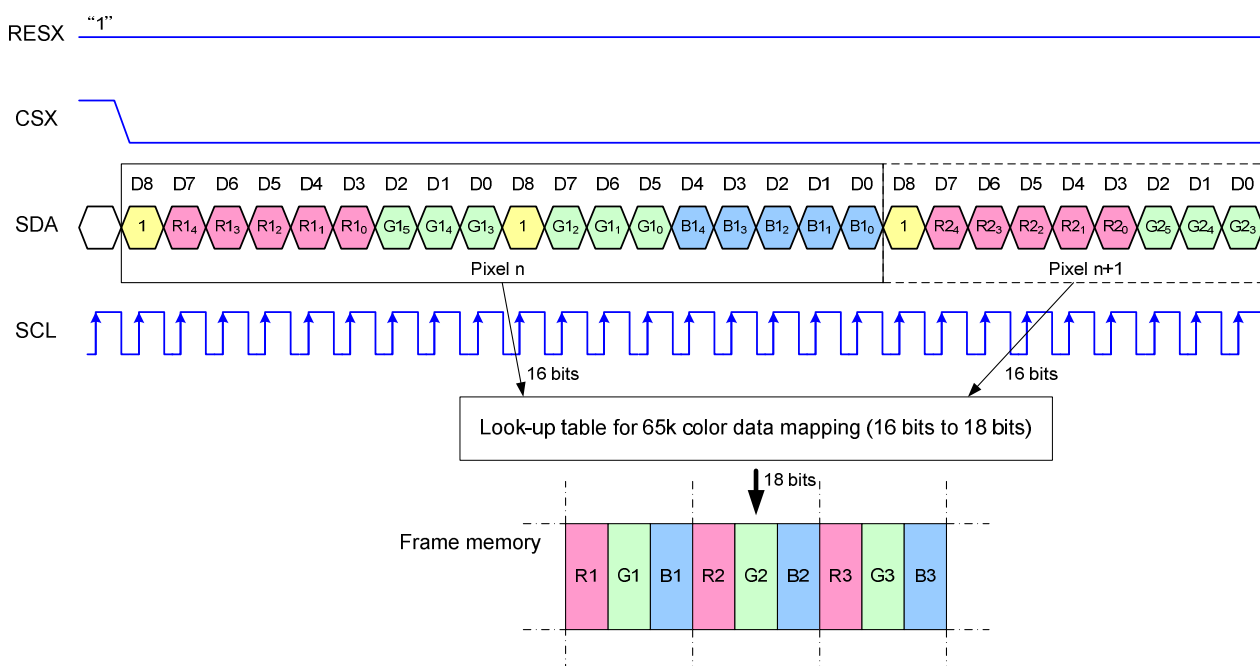 “1”
RESX
CSX
D8 D7 D6 D5 D4 D3 D2 D1 D0 D8 D7 D6 D5 D4 D3 D2 D1 D0 D8 D7 D6 D5 D4 D3 D2 D1 D0
SDA 1 R1₄ R1₃ R1₂ R1₁ R1₀ G1₅ G1₄ G1₃ 1 G1₂ G1₁ G1₀ B1₄ B1₃ B1₂ B1₁ B1₀ 1 R2₄ R2₃ R2₂ R2₁ R2₀ G2₅ G2₄ G2₃
Pixel n Pixel n+1
SCL
16 bits 16 bits
Look-up table for 65k color data mapping (16 bits to 18 bits)
18 bits
Frame memory
R1 G1 B1 R2 G2 B2 R3 G3 B3